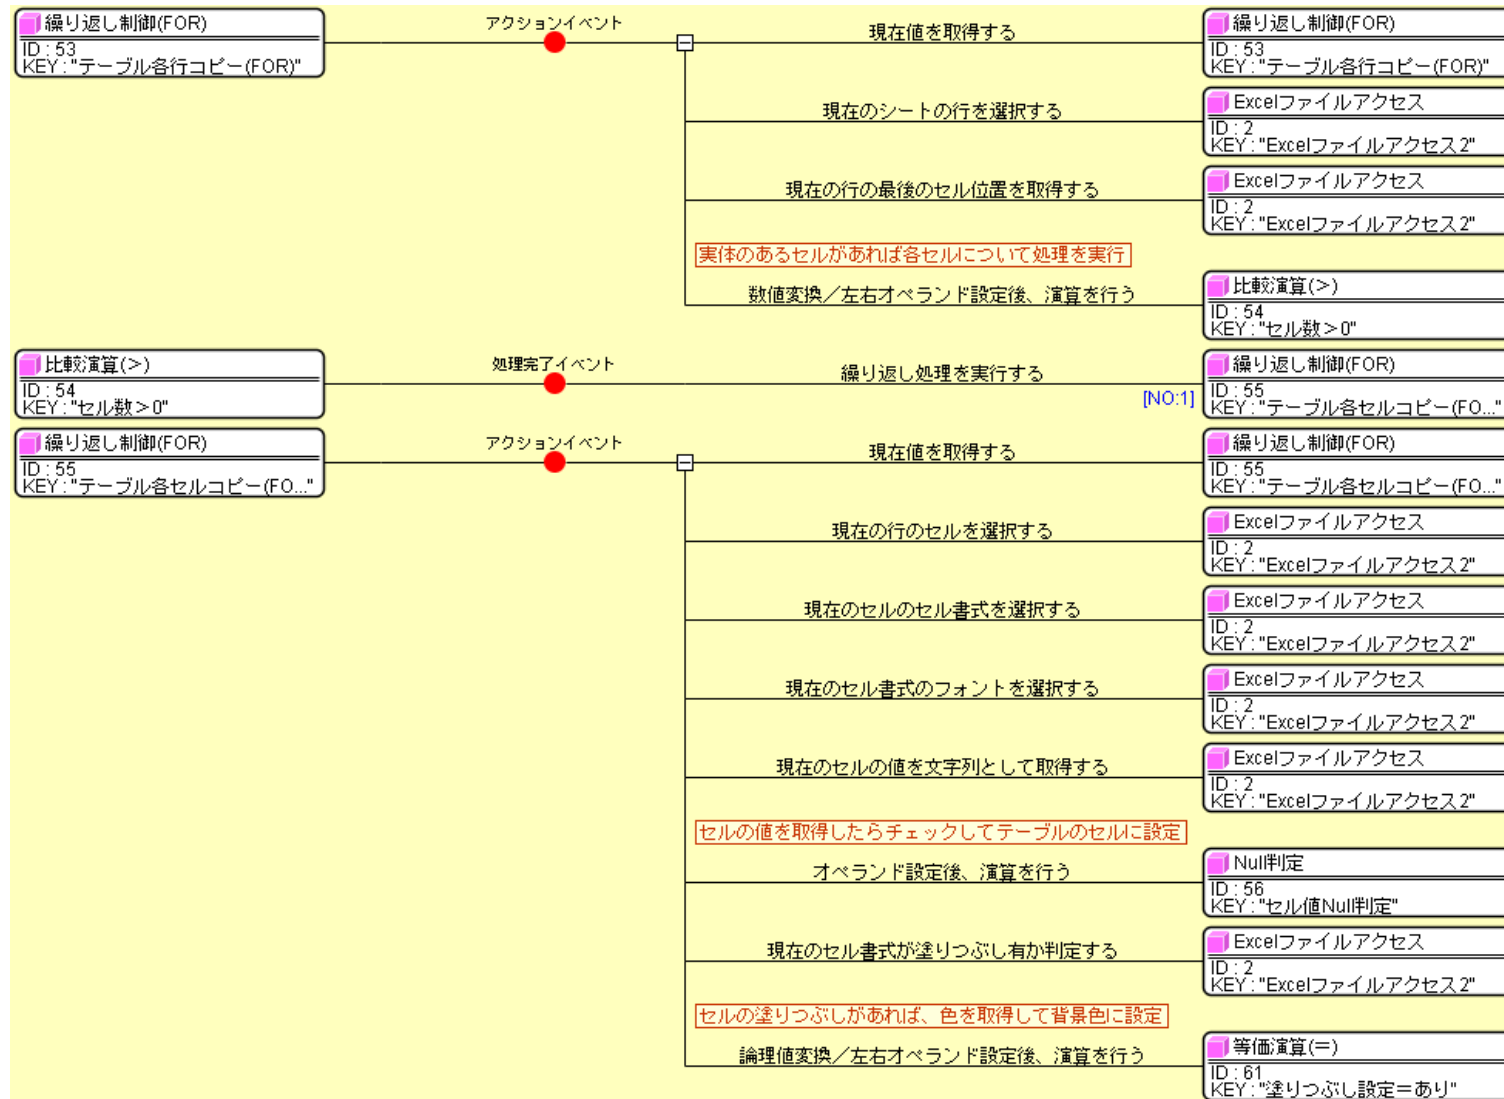 繰り返し制御(FOR)
ID : 53
KEY : "テーブル各行コピー(FOR)"
アクションイベント
現在値を取得する
繰り返し制御(FOR)
ID : 53
KEY : "テーブル各行コピー(FOR)"
現在のシートの行を選択する
Excelファイルアクセス
ID : 2
KEY : "Excelファイルアクセス2"
現在の行の最後のセル位置を取得する
Excelファイルアクセス
ID : 2
KEY : "Excelファイルアクセス2"
実体のあるセルがあれば各セルについて処理を実行
数値変換／左右オペランド設定後、演算を行う
比較演算(>)
ID : 54
KEY : "セル数>0"
比較演算(>)
ID : 54
KEY : "セル数>0"
処理完了イベント
繰り返し処理を実行する
[NO:1]
繰り返し制御(FOR)
ID : 55
KEY : "テーブル各セルコピー(FO..."
繰り返し制御(FOR)
ID : 55
KEY : "テーブル各セルコピー(FO..."
アクションイベント
現在値を取得する
繰り返し制御(FOR)
ID : 55
KEY : "テーブル各セルコピー(FO..."
現在の行のセルを選択する
Excelファイルアクセス
ID : 2
KEY : "Excelファイルアクセス2"
現在のセルのセル書式を選択する
Excelファイルアクセス
ID : 2
KEY : "Excelファイルアクセス2"
現在のセル書式のフォントを選択する
Excelファイルアクセス
ID : 2
KEY : "Excelファイルアクセス2"
現在のセルの値を文字列として取得する
Excelファイルアクセス
ID : 2
KEY : "Excelファイルアクセス2"
セルの値を取得したらチェックしてテーブルのセルに設定
オペランド設定後、演算を行う
Null判定
ID : 56
KEY : "セル値Null判定"
現在のセル書式が塗りつぶし有か判定する
Excelファイルアクセス
ID : 2
KEY : "Excelファイルアクセス2"
セルの塗りつぶしがあれば、色を取得して背景色に設定
論理値変換／左右オペランド設定後、演算を行う
等価演算(＝)
ID : 61
KEY : "塗りつぶし設定＝あり"